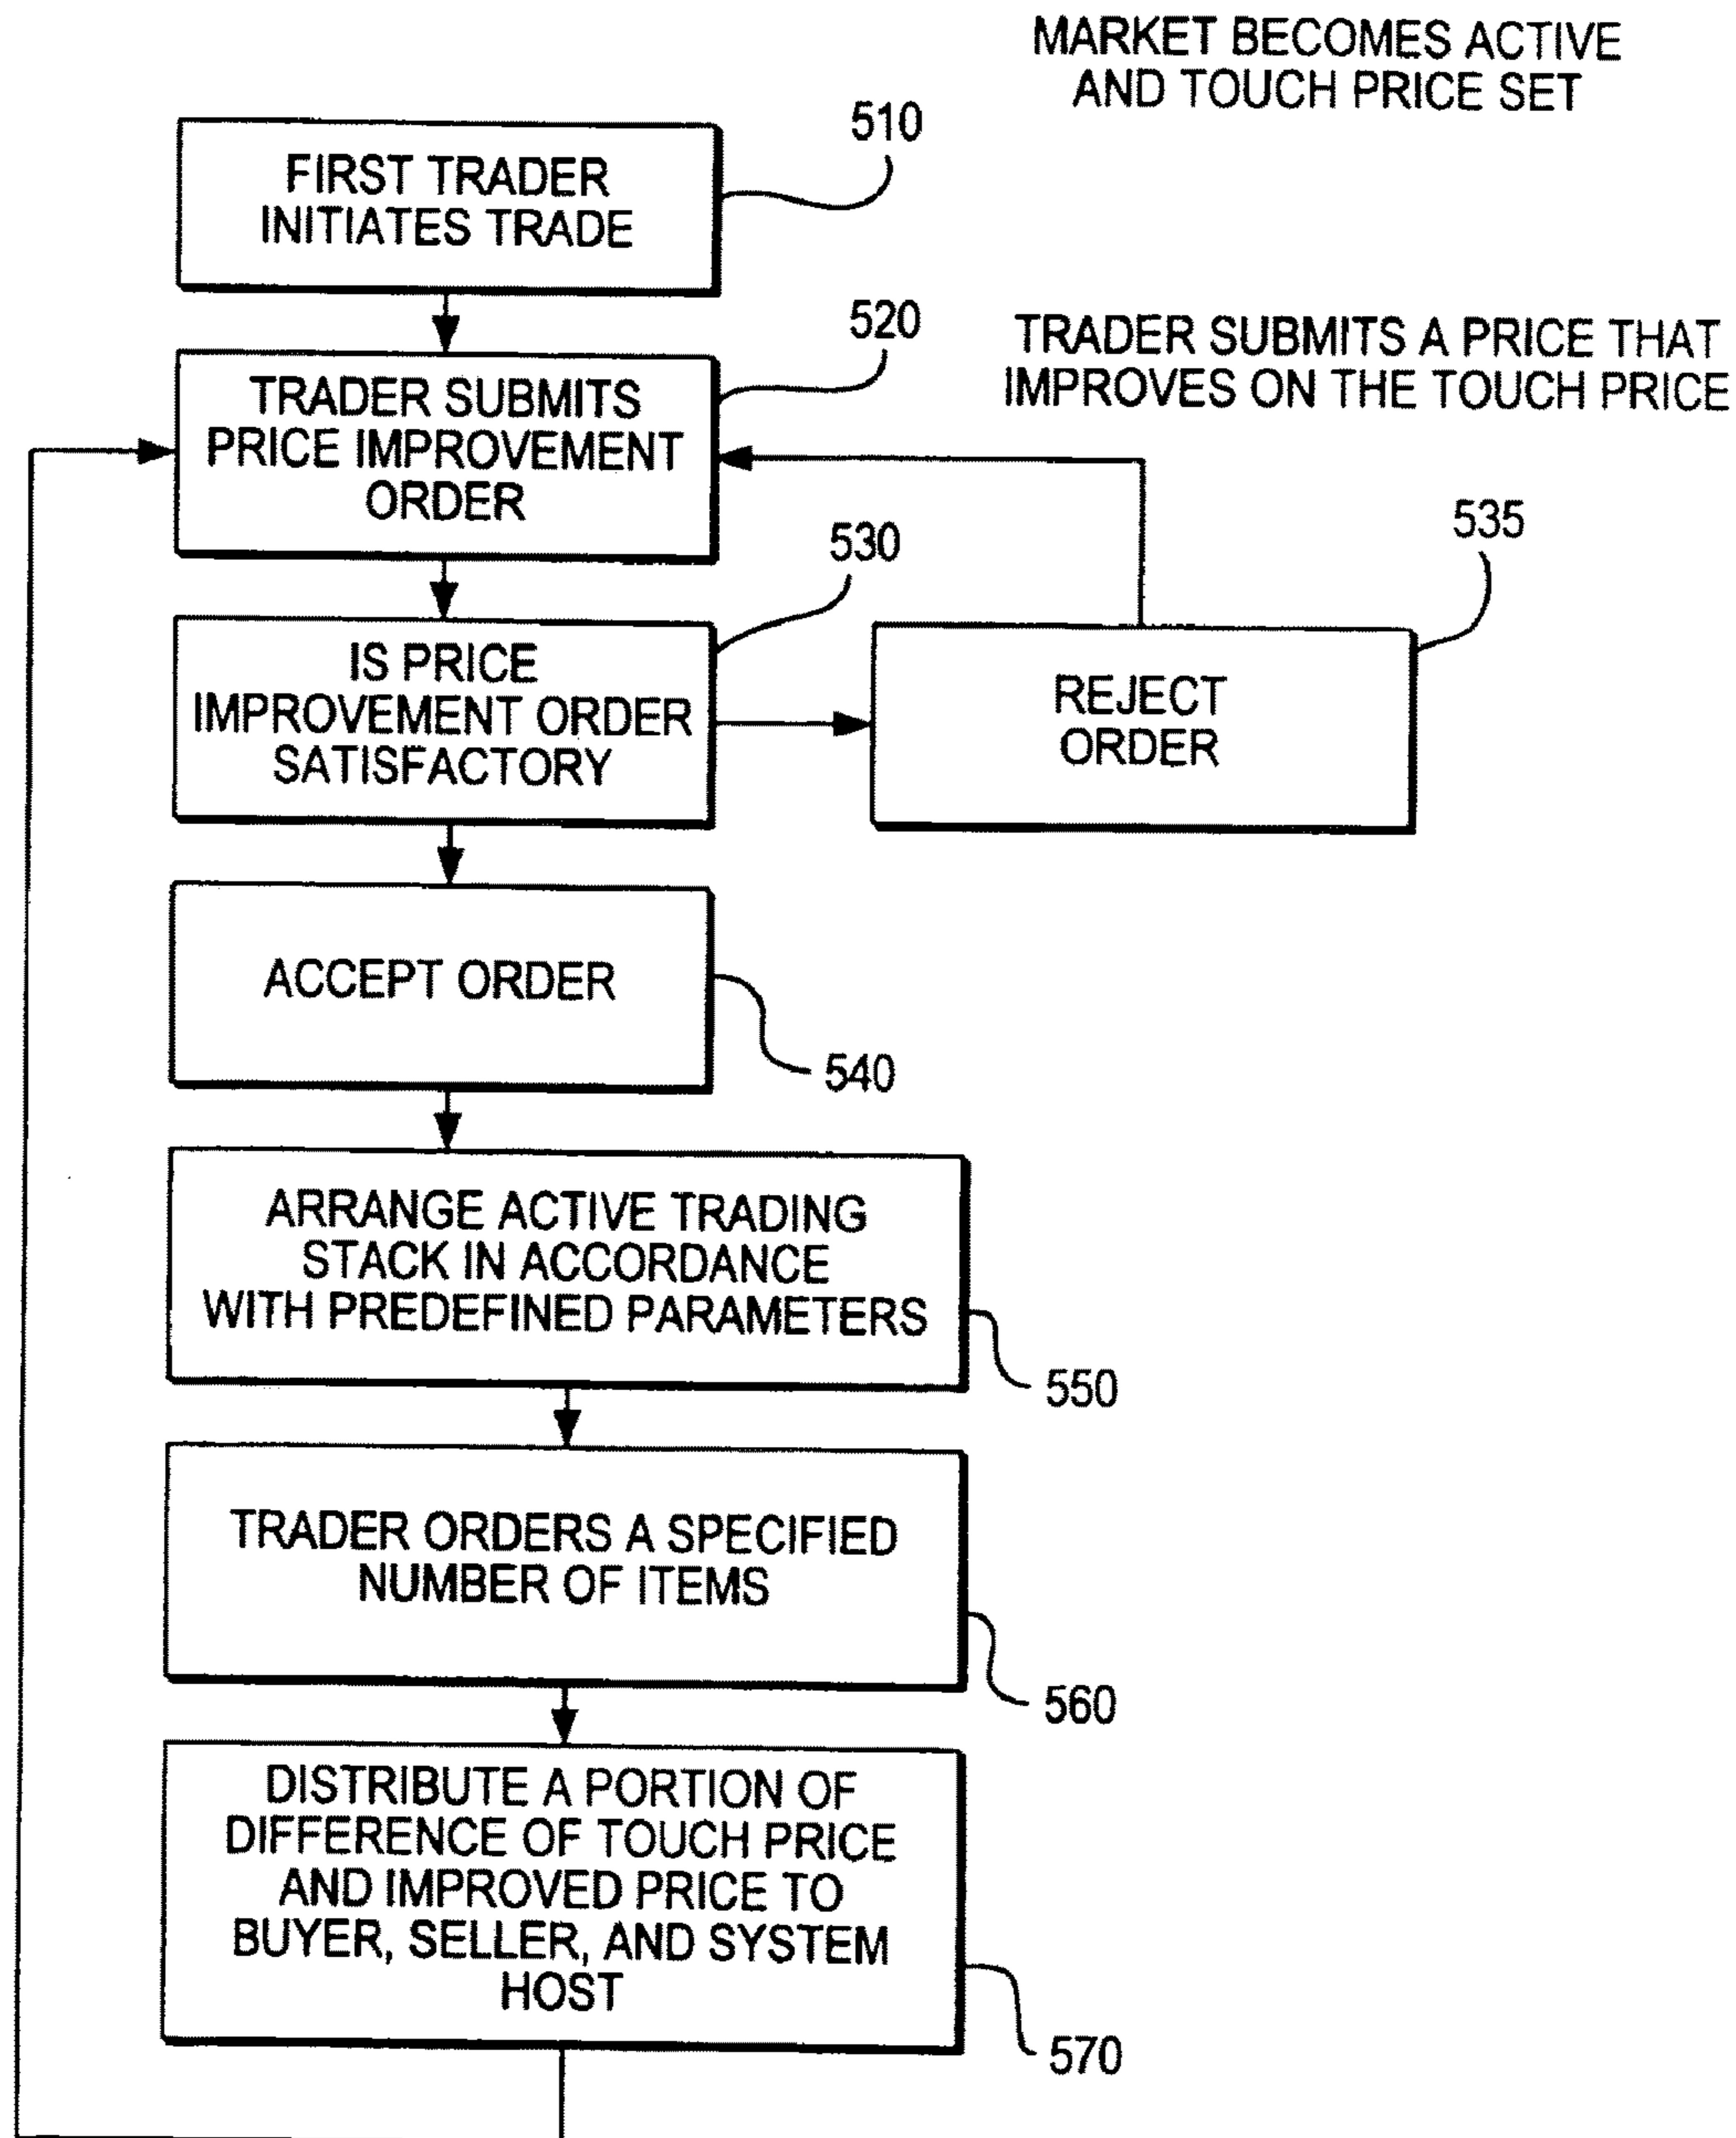 MARKET BECOMES ACTIVE
AND TOUCH PRICE SET
510
FIRST TRADER
INITIATES TRADE
520
TRADER SUBMITS A PRICE THAT
IMPROVES ON THE TOUCH PRICE
TRADER SUBMITS
PRICE IMPROVEMENT
ORDER
530
535
IS PRICE
IMPROVEMENT ORDER
SATISFACTORY
REJECT
ORDER
ACCEPT ORDER
540
ARRANGE ACTIVE TRADING
STACK IN ACCORDANCE
WITH PREDEFINED PARAMETERS
550
TRADER ORDERS A SPECIFIED
NUMBER OF ITEMS
560
DISTRIBUTE A PORTION OF
DIFFERENCE OF TOUCH PRICE
AND IMPROVED PRICE TO
BUYER, SELLER, AND SYSTEM
HOST
570